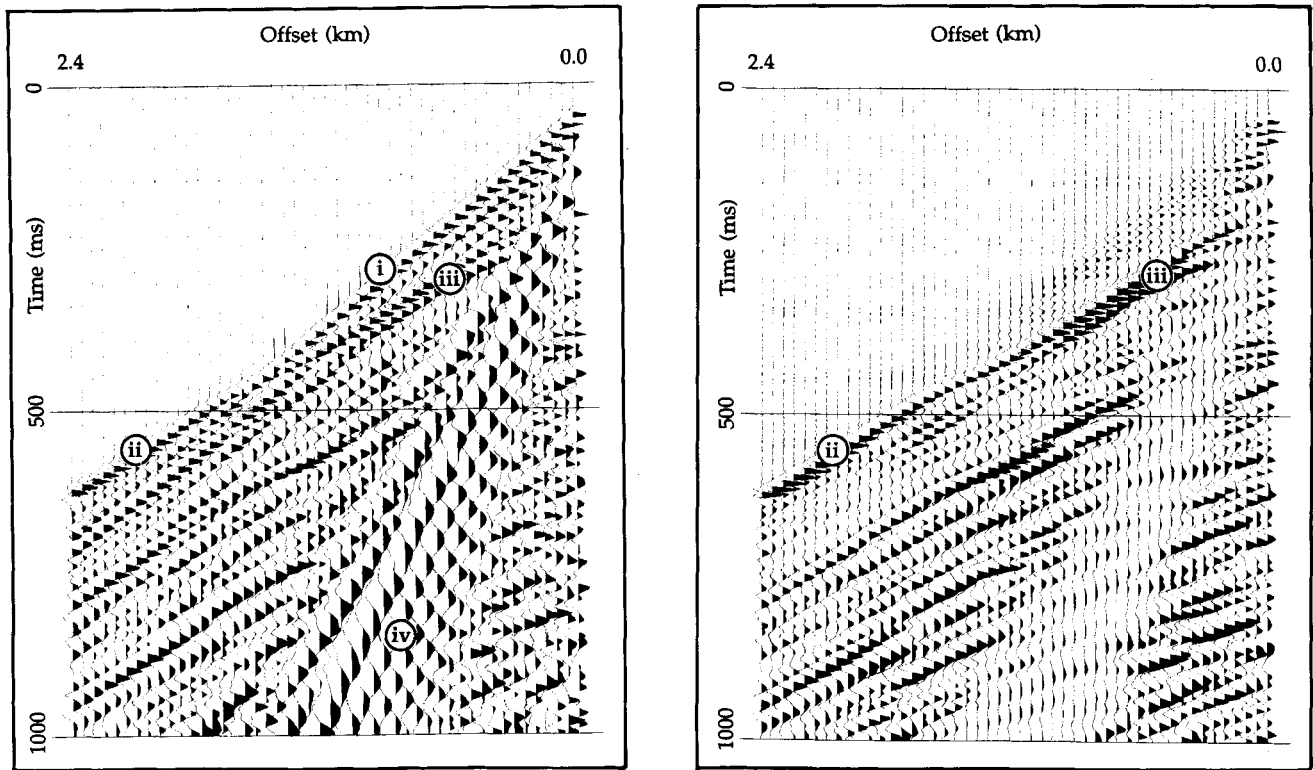 Offset (km)
2.4
0.0
0
Time (ms)
500
1000
i
iii
ii
iv
Offset (km)
2.4
0.0
0
Time (ms)
500
1000
iii
ii